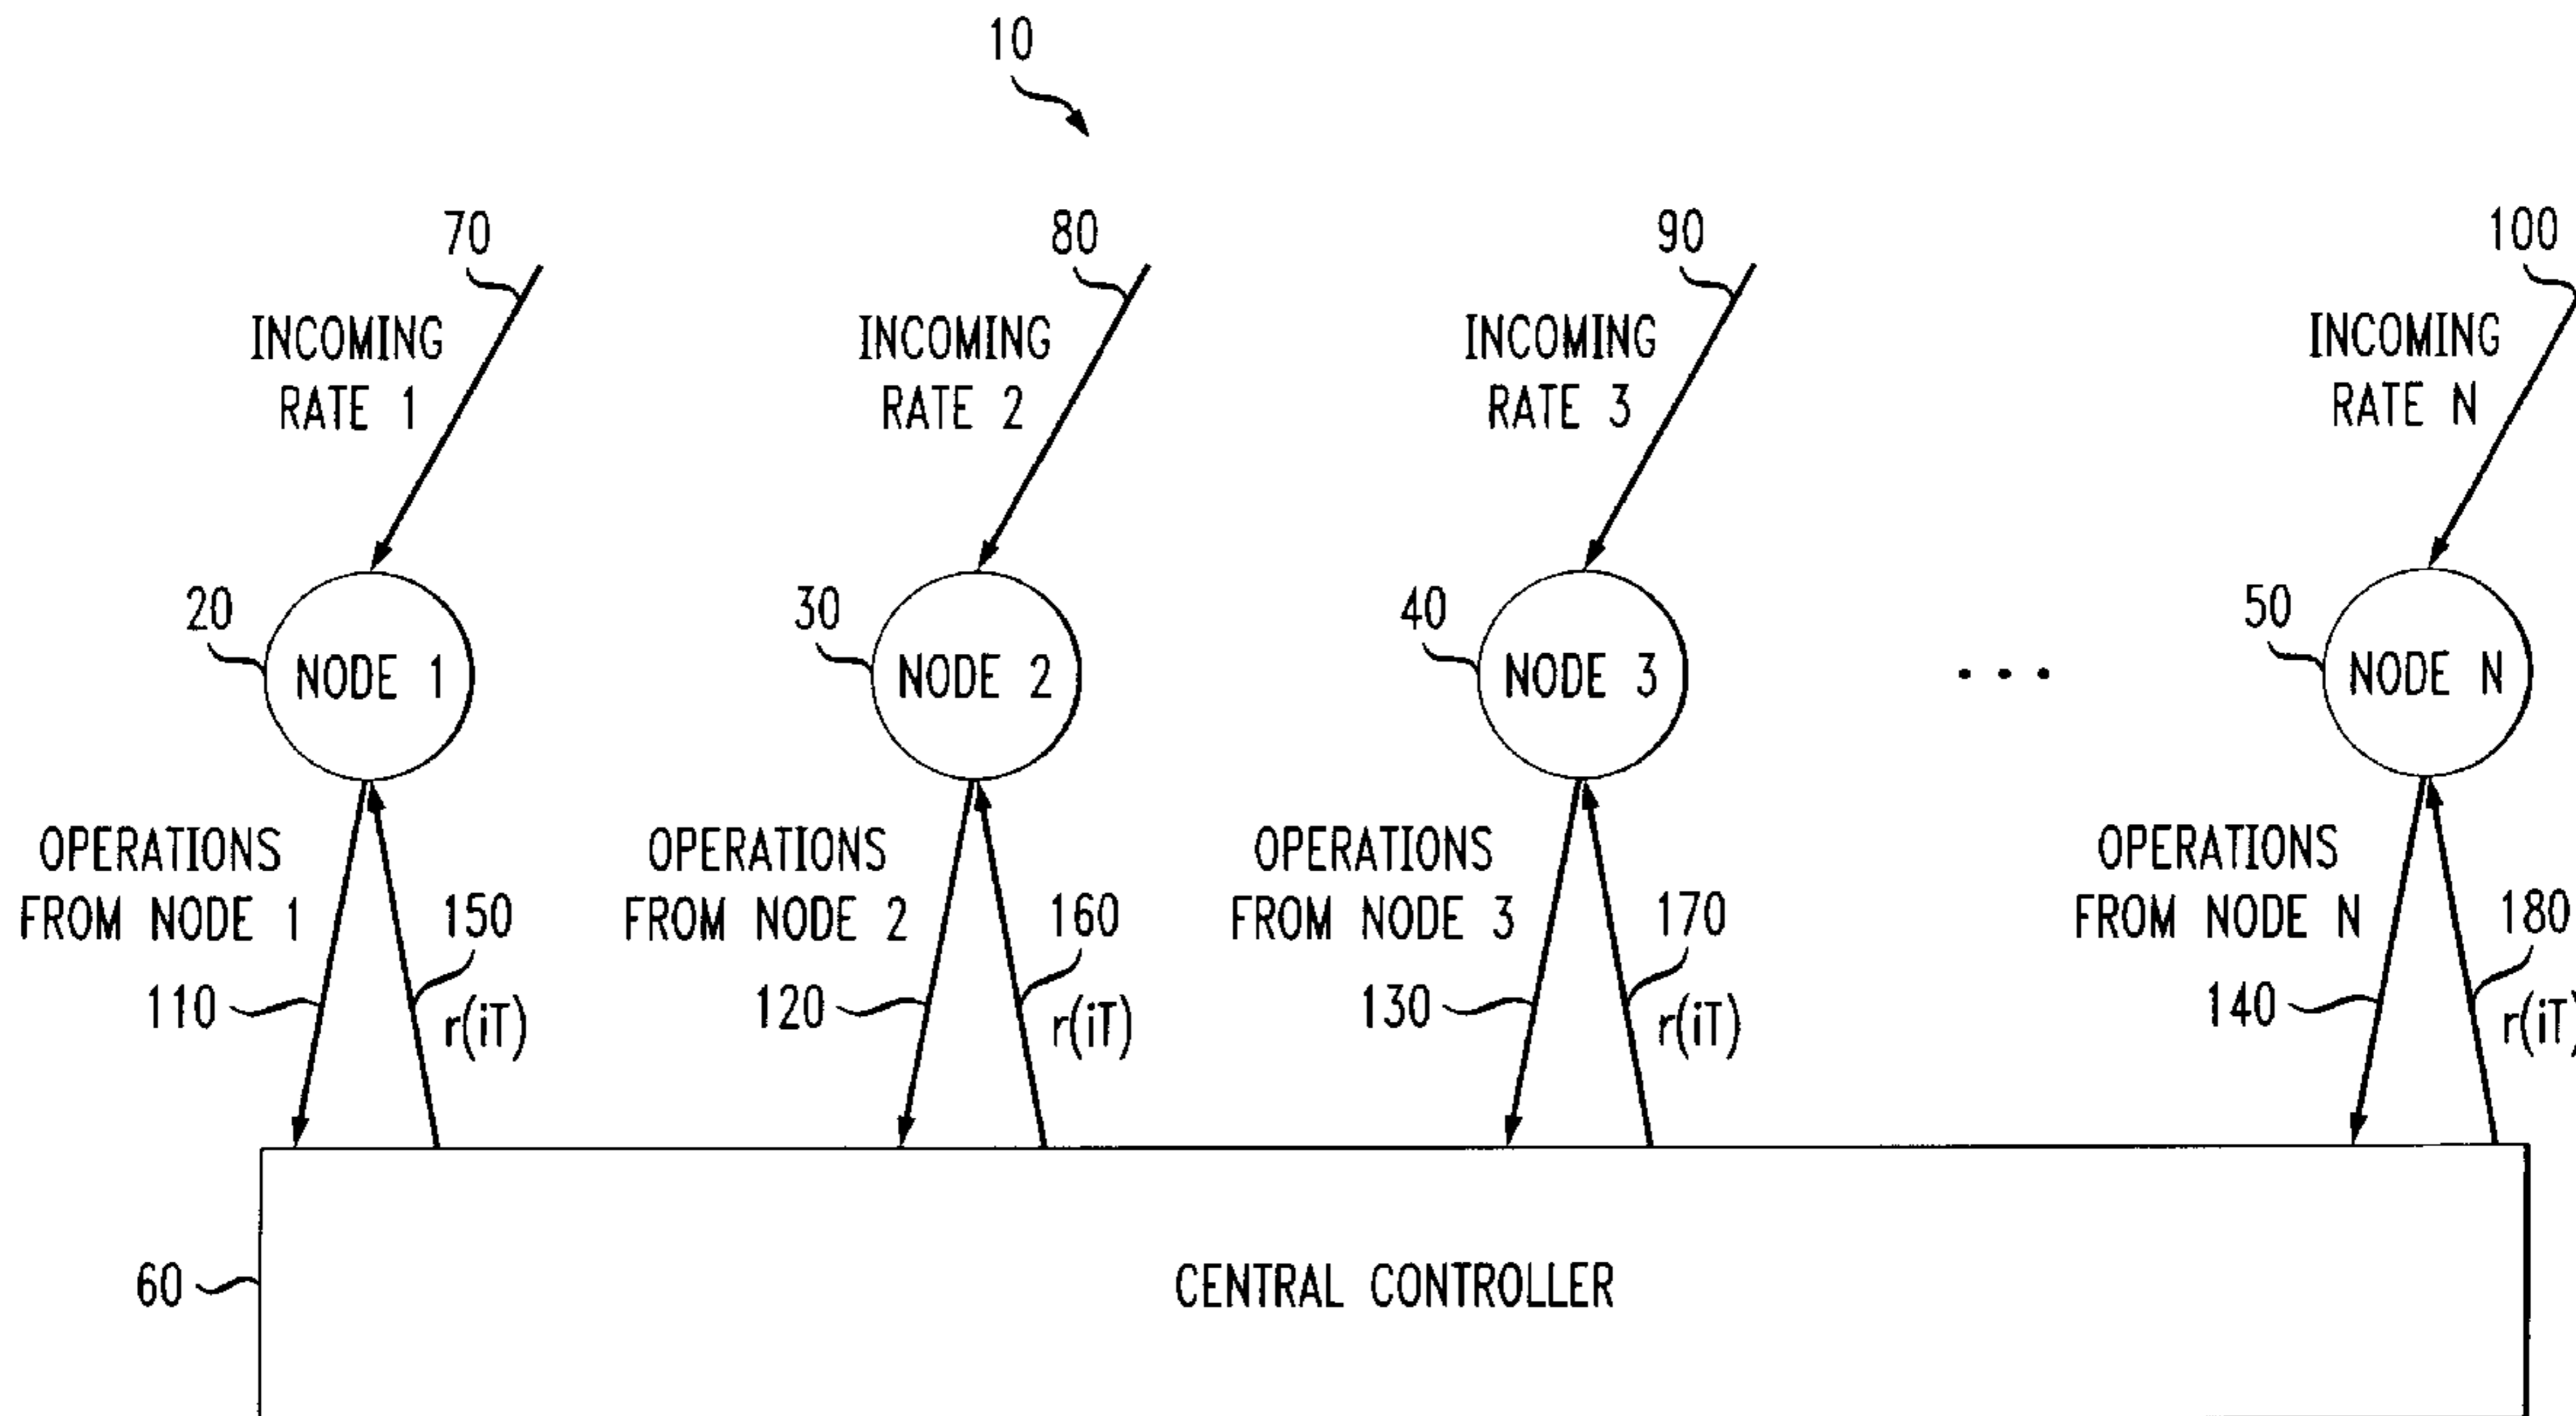 10
70
80
90
100
INCOMING
RATE 1
INCOMING
RATE 2
INCOMING
RATE 3
INCOMING
RATE N
20
30
40
50
NODE 1
NODE 2
NODE 3
• • •
NODE N
OPERATIONS
FROM NODE 1
OPERATIONS
FROM NODE 2
OPERATIONS
FROM NODE 3
OPERATIONS
FROM NODE N
150
160
170
180
110
r(iT)
120
r(iT)
130
r(iT)
140
r(iT)
60
CENTRAL CONTROLLER